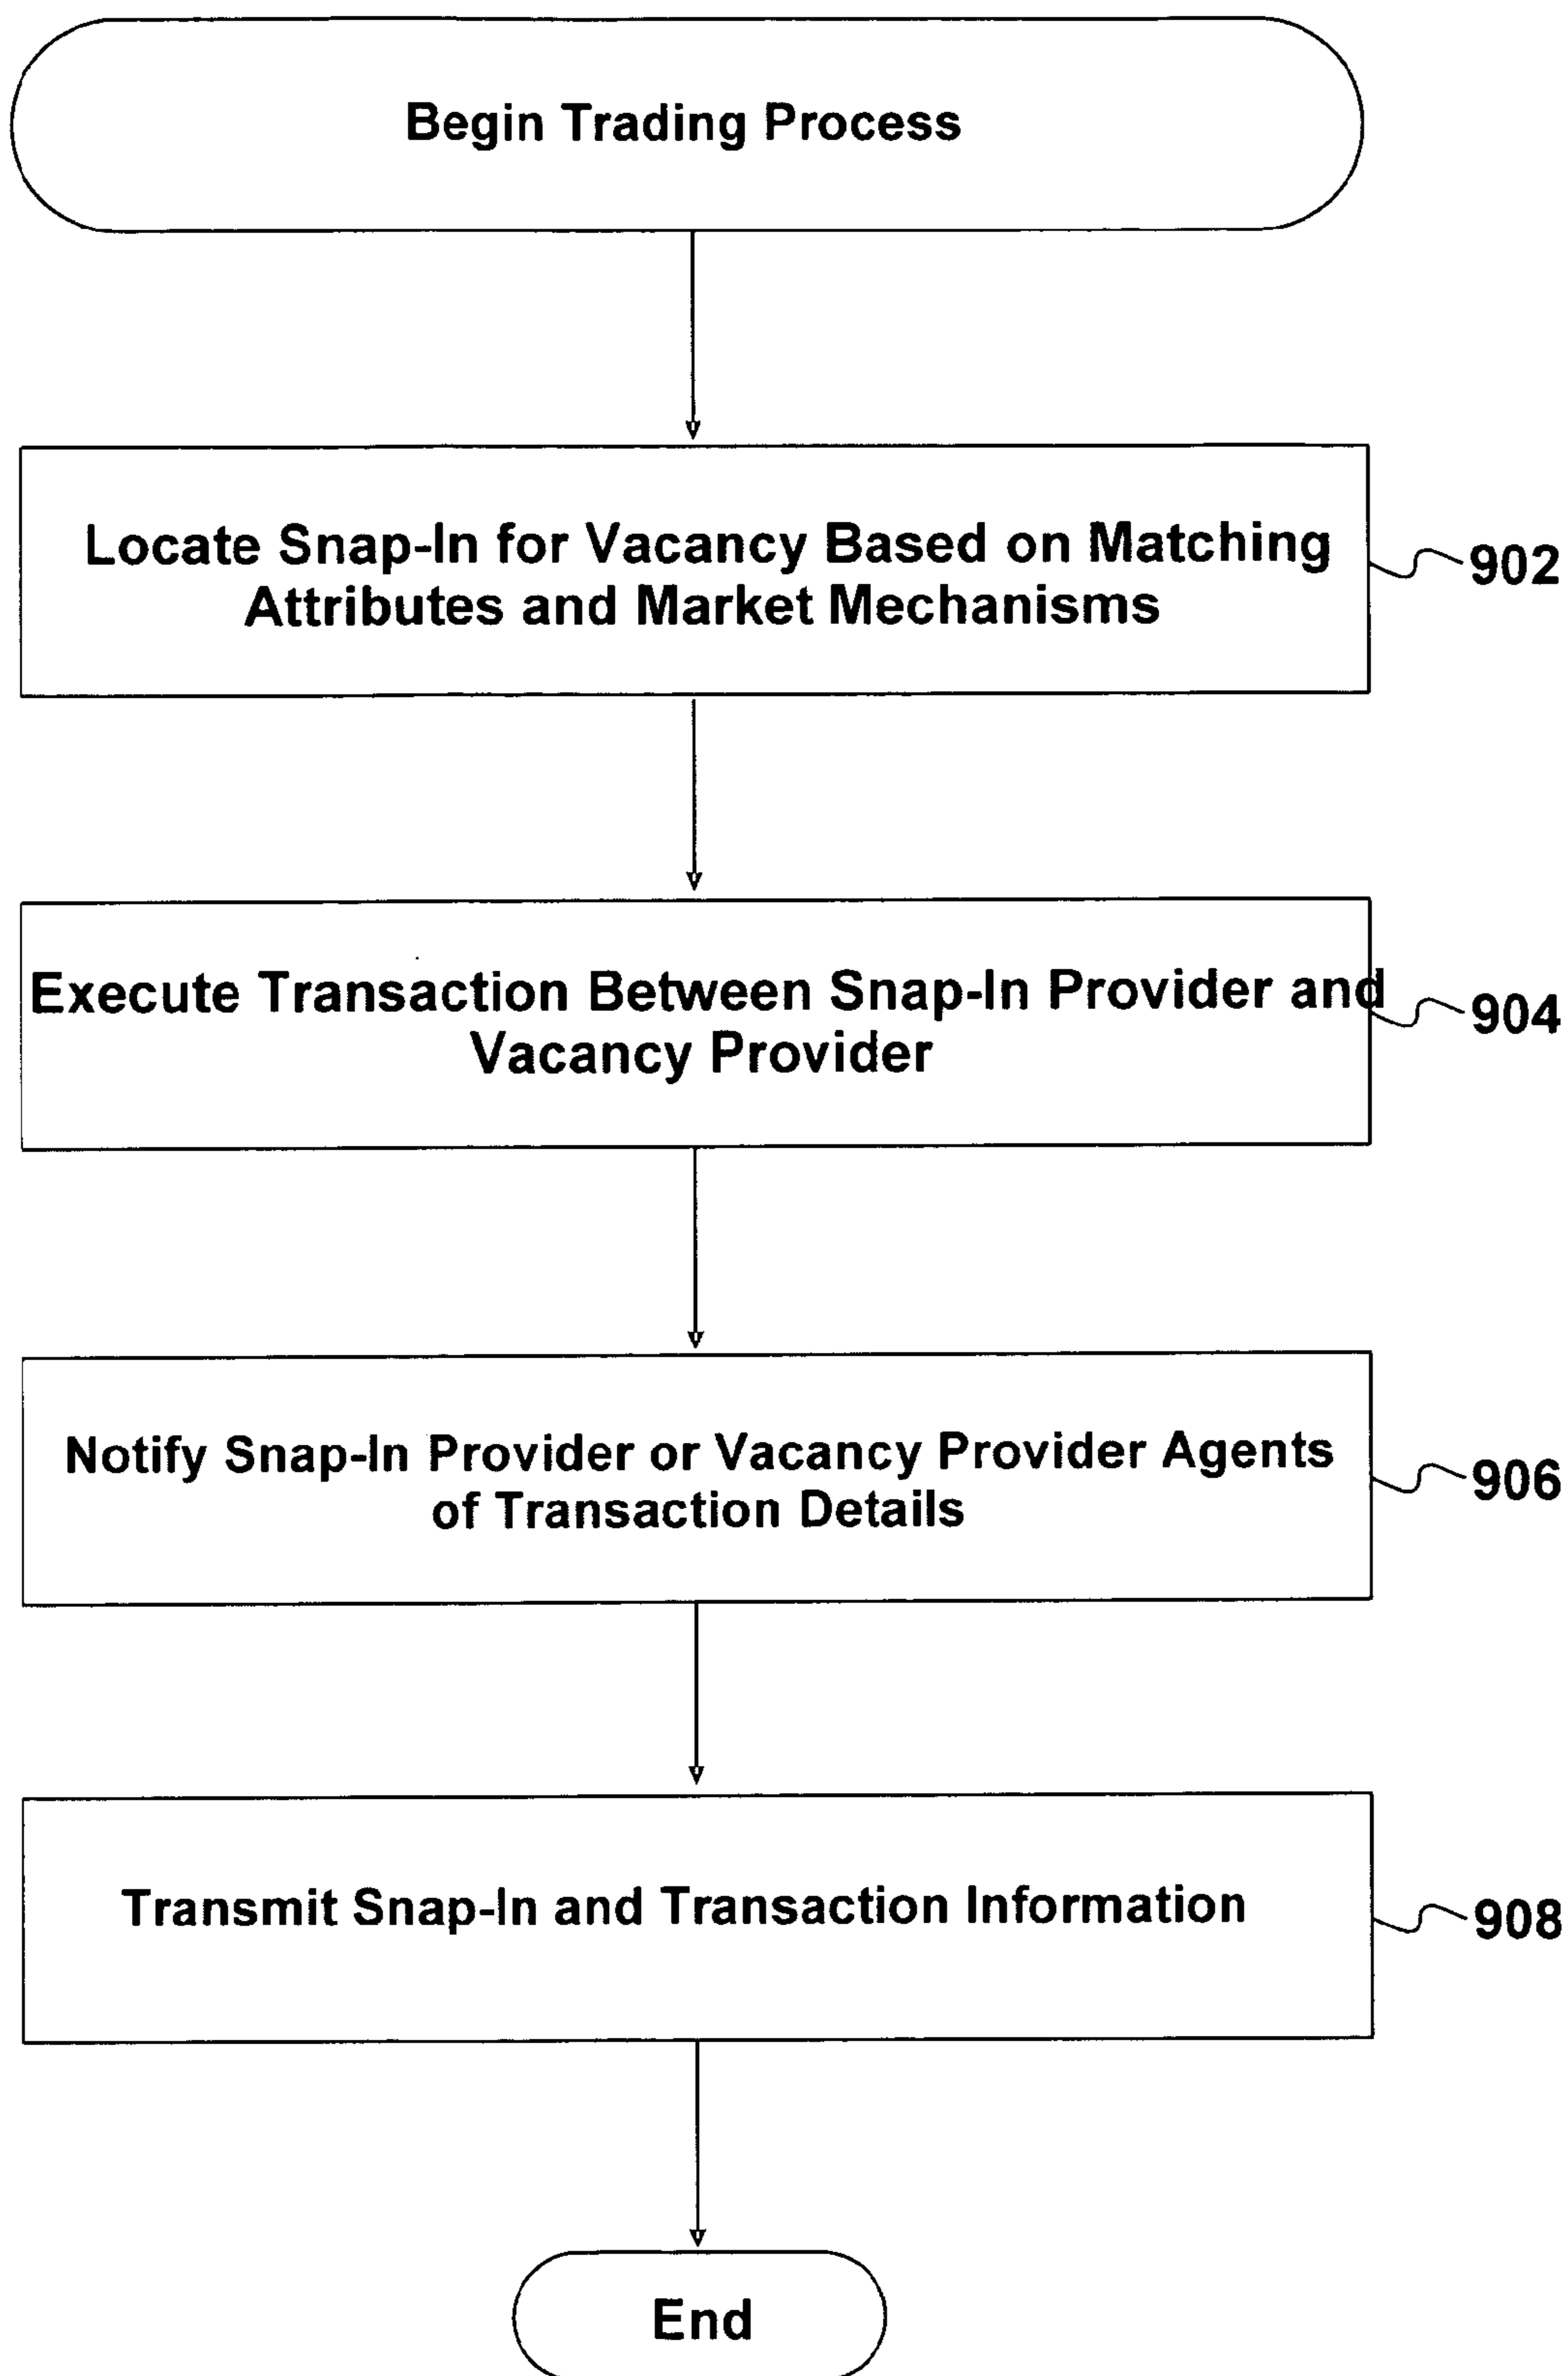 Begin Trading Process
Locate Snap-In for Vacancy Based on Matching
Attributes and Market Mechanisms
902
Execute Transaction Between Snap-In Provider and
Vacancy Provider
904
Notify Snap-In Provider or Vacancy Provider Agents
of Transaction Details
906
Transmit Snap-In and Transaction Information
908
End